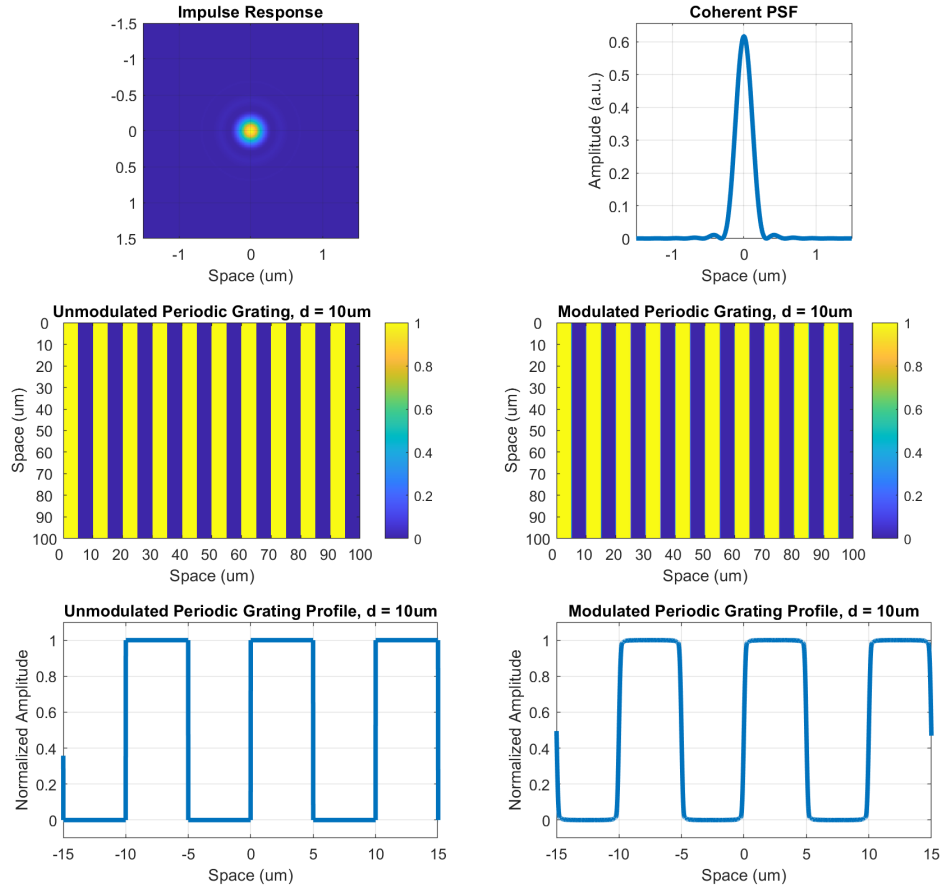 Impulse Response
-1.5
-1
-0.5
0
0.5
1
1.5
-1 0 1
Space (um)
Coherent PSF
Amplitude (a.u.)
0.6
0.5
0.4
0.3
0.2
0.1
0
-1 0 1
Space (um)
Unmodulated Periodic Grating, d = 10um
Space (um)
0
10
20
30
40
50
60
70
80
90
100
0 10 20 30 40 50 60 70 80 90 100
Space (um)
1
0.8
0.6
0.4
0.2
0
Modulated Periodic Grating, d = 10um
Space (um)
0
10
20
30
40
50
60
70
80
90
100
0 10 20 30 40 50 60 70 80 90 100
Space (um)
1
0.8
0.6
0.4
0.2
0
Unmodulated Periodic Grating Profile, d = 10um
Normalized Amplitude
1
0.8
0.6
0.4
0.2
0
-15 -10 -5 0 5 10 15
Space (um)
Modulated Periodic Grating Profile, d = 10um
Normalized Amplitude
1
0.8
0.6
0.4
0.2
0
-15 -10 -5 0 5 10 15
Space (um)